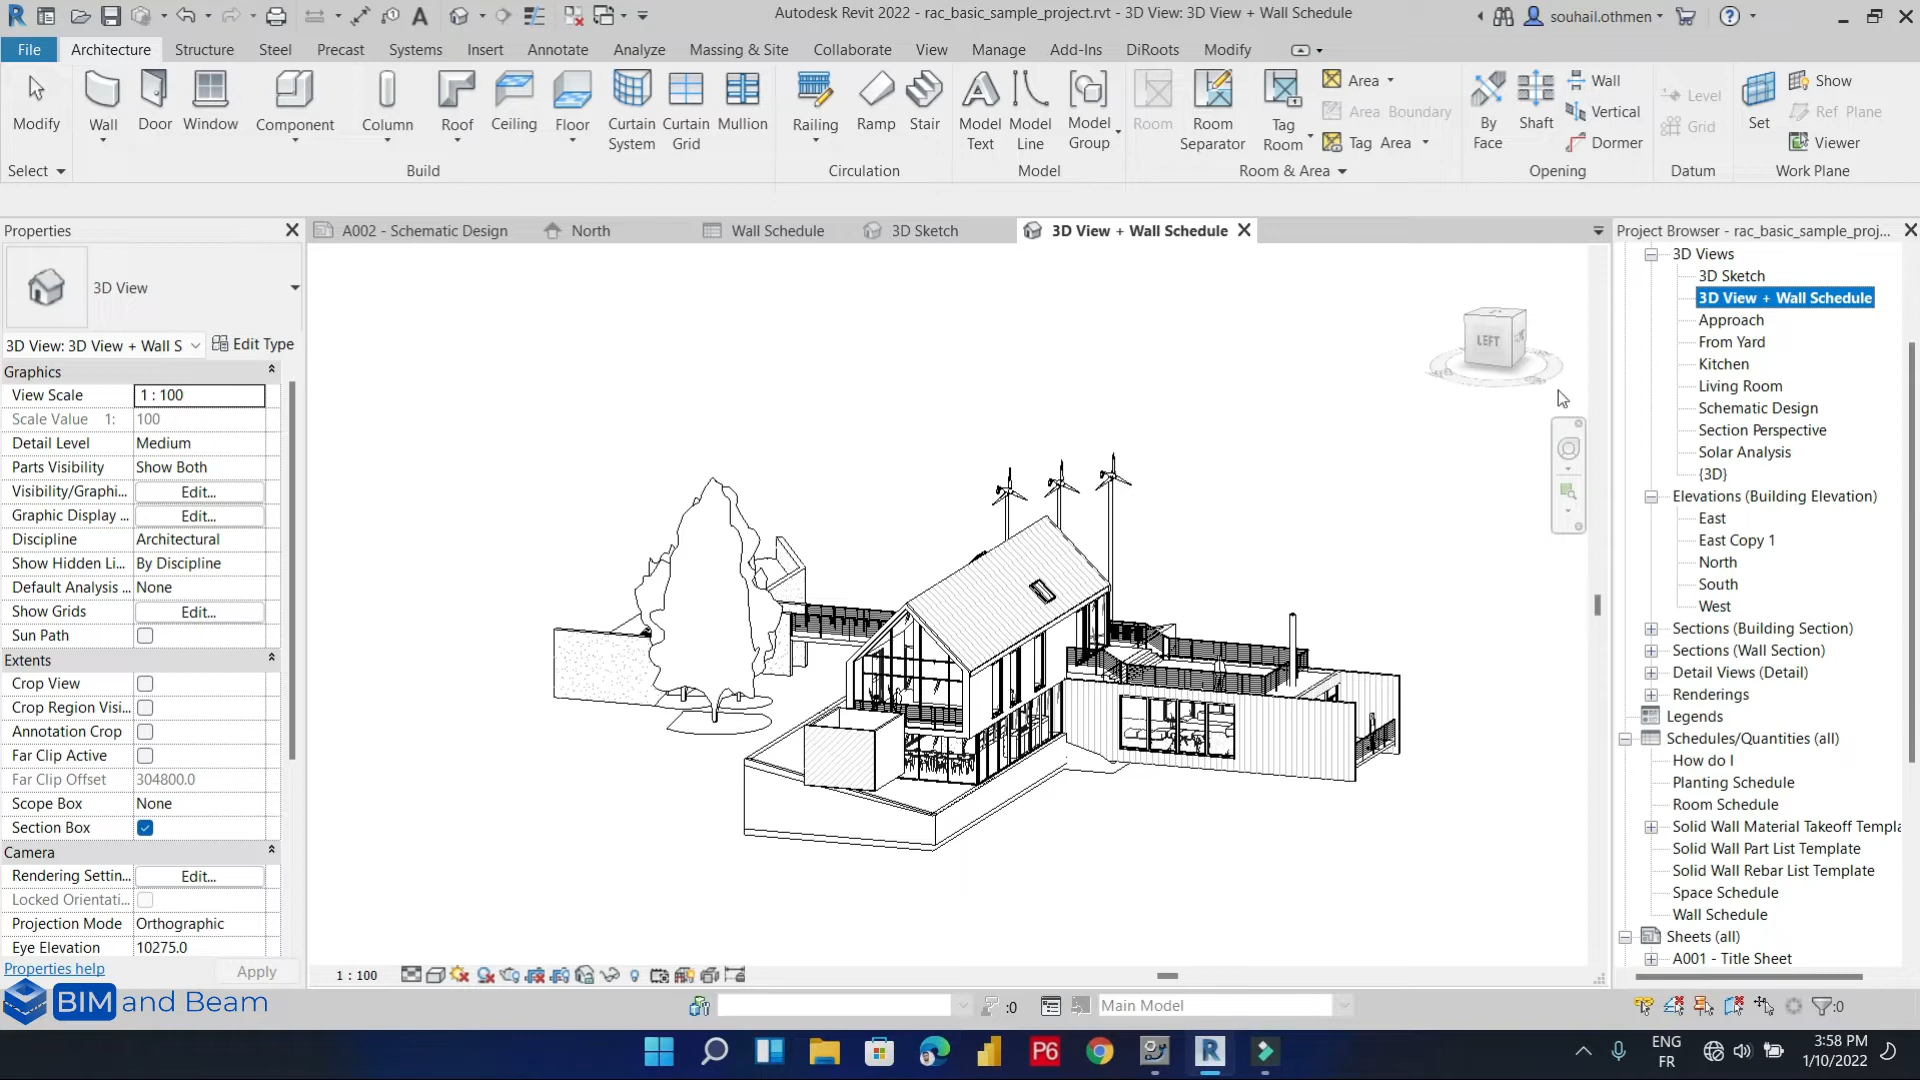 Autodesk Revit 2022 - rac_basic_sample_project.rvt - 3D View: 3D View + Wall Schedule
souhail.othmen
File Architecture Structure Steel Precast Systems Insert Annotate Analyze Massing & Site Collaborate View Manage Add-Ins DiRoots Modify
Modify
Wall
Door
Window
Component
Column
Roof
Ceiling
Floor
Curtain System
Curtain Grid
Mullion
Railing
Ramp
Stair
Model Text
Model Line
Model Group
Room
Room Separator
Tag Room
Area
Area Boundary
Tag Area
By Face
Shaft
Wall
Vertical
Dormer
Level
Grid
Set
Show
Ref Plane
Viewer
Select
Build
Circulation
Model
Room & Area
Opening
Datum
Work Plane
Properties
A002 - Schematic Design
North
Wall Schedule
3D Sketch
3D View + Wall Schedule
Project Browser - rac_basic_sample_proj...
3D View
3D View: 3D View + Wall S
Edit Type
Graphics
View Scale 1 : 100
Scale Value 1: 100
Detail Level Medium
Parts Visibility Show Both
Visibility/Graphi... Edit...
Graphic Display ... Edit...
Discipline Architectural
Show Hidden Li... By Discipline
Default Analysis ... None
Show Grids Edit...
Sun Path
Extents
Crop View
Crop Region Visi...
Annotation Crop
Far Clip Active
Far Clip Offset 304800.0
Scope Box None
Section Box
Camera
Rendering Settin... Edit...
Locked Orientati...
Projection Mode Orthographic
Eye Elevation 10275.0
Properties help
Apply
BIM and Beam
LEFT
3D Views
3D Sketch
3D View + Wall Schedule
Approach
From Yard
Kitchen
Living Room
Schematic Design
Section Perspective
Solar Analysis
{3D}
Elevations (Building Elevation)
East
East Copy 1
North
South
West
Sections (Building Section)
Sections (Wall Section)
Detail Views (Detail)
Renderings
Legends
Schedules/Quantities (all)
How do I
Planting Schedule
Room Schedule
Solid Wall Material Takeoff Templa
Solid Wall Part List Template
Solid Wall Rebar List Template
Space Schedule
Wall Schedule
Sheets (all)
A001 - Title Sheet
1 : 100
:0
Main Model
:0
P6
ENG
FR
3:58 PM
1/10/2022